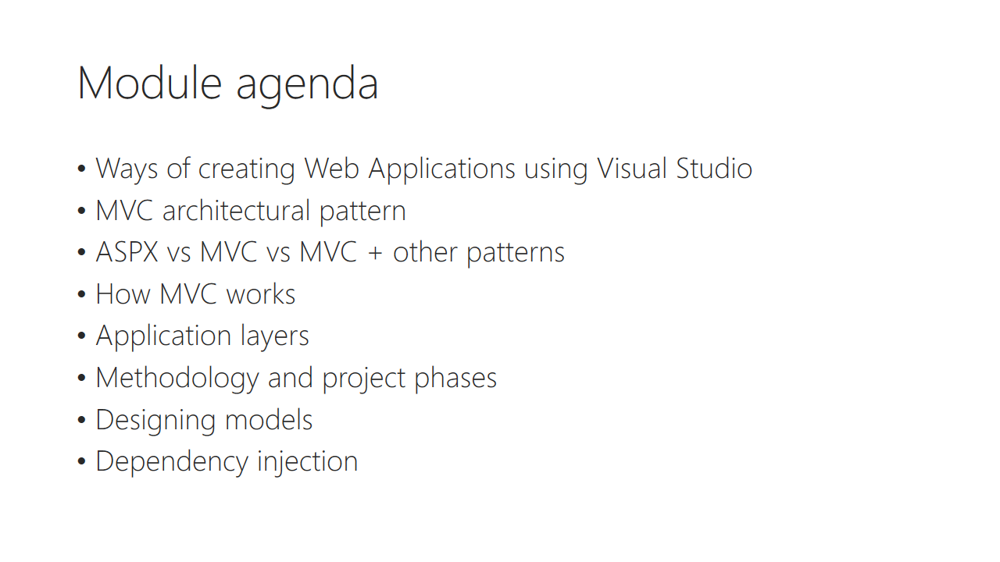 Module agenda
• Ways of creating Web Applications using Visual Studio
• MVC architectural pattern
• ASPX vs MVC vs MVC + other patterns
• How MVC works
• Application layers
• Methodology and project phases
• Designing models
• Dependency injection